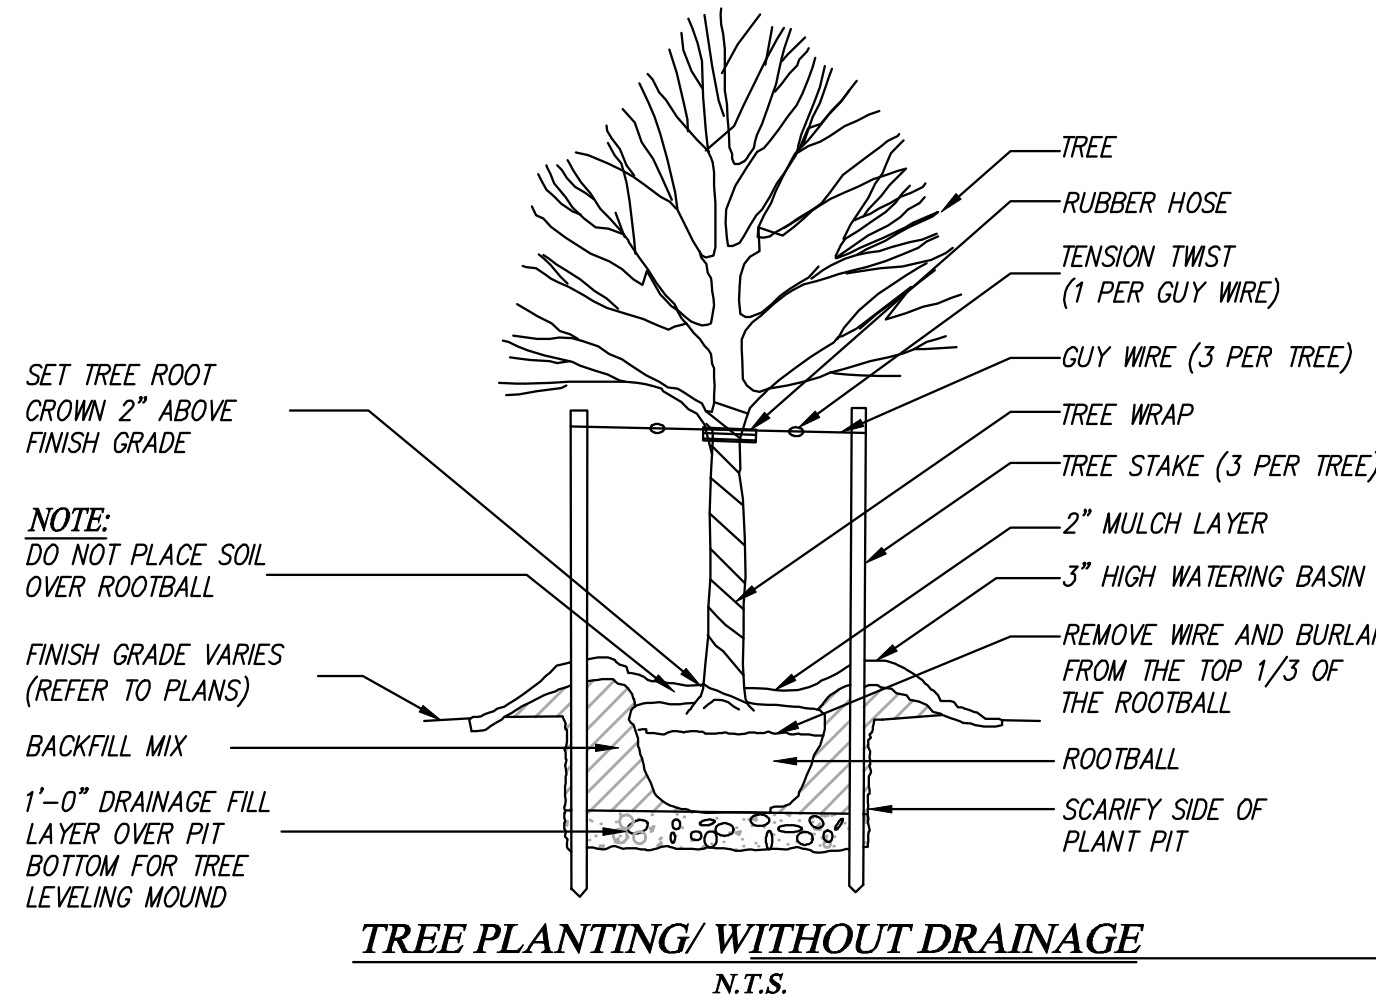 TREE
RUBBER HOSE
TENSION TWIST
(1 PER GUY WIRE)
GUY WIRE (3 PER TREE)
TREE WRAP
TREE STAKE (3 PER TREE)
2" MULCH LAYER
3" HIGH WATERING BASIN
REMOVE WIRE AND BURLAP
FROM THE TOP 1/3 OF
THE ROOTBALL
ROOTBALL
SCARIFY SIDE OF
PLANT PIT
SET TREE ROOT
CROWN 2" ABOVE
FINISH GRADE
NOTE:
DO NOT PLACE SOIL
OVER ROOTBALL
FINISH GRADE VARIES
(REFER TO PLANS)
BACKFILL MIX
1'-0" DRAINAGE FILL
LAYER OVER PIT
BOTTOM FOR TREE
LEVELING MOUND
TREE PLANTING/ WITHOUT DRAINAGE
N.T.S.